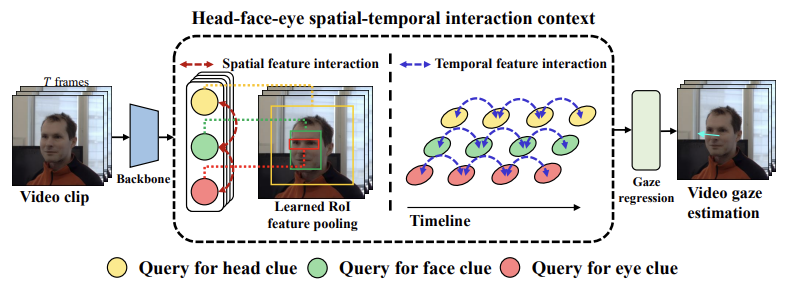 Head-face-eye spatial-temporal interaction context
T frames
Video clip
Backbone
Spatial feature interaction
Learned RoI
feature pooling
Temporal feature interaction
Timeline
Gaze
regression
Video gaze
estimation
Query for head clue
Query for face clue
Query for eye clue